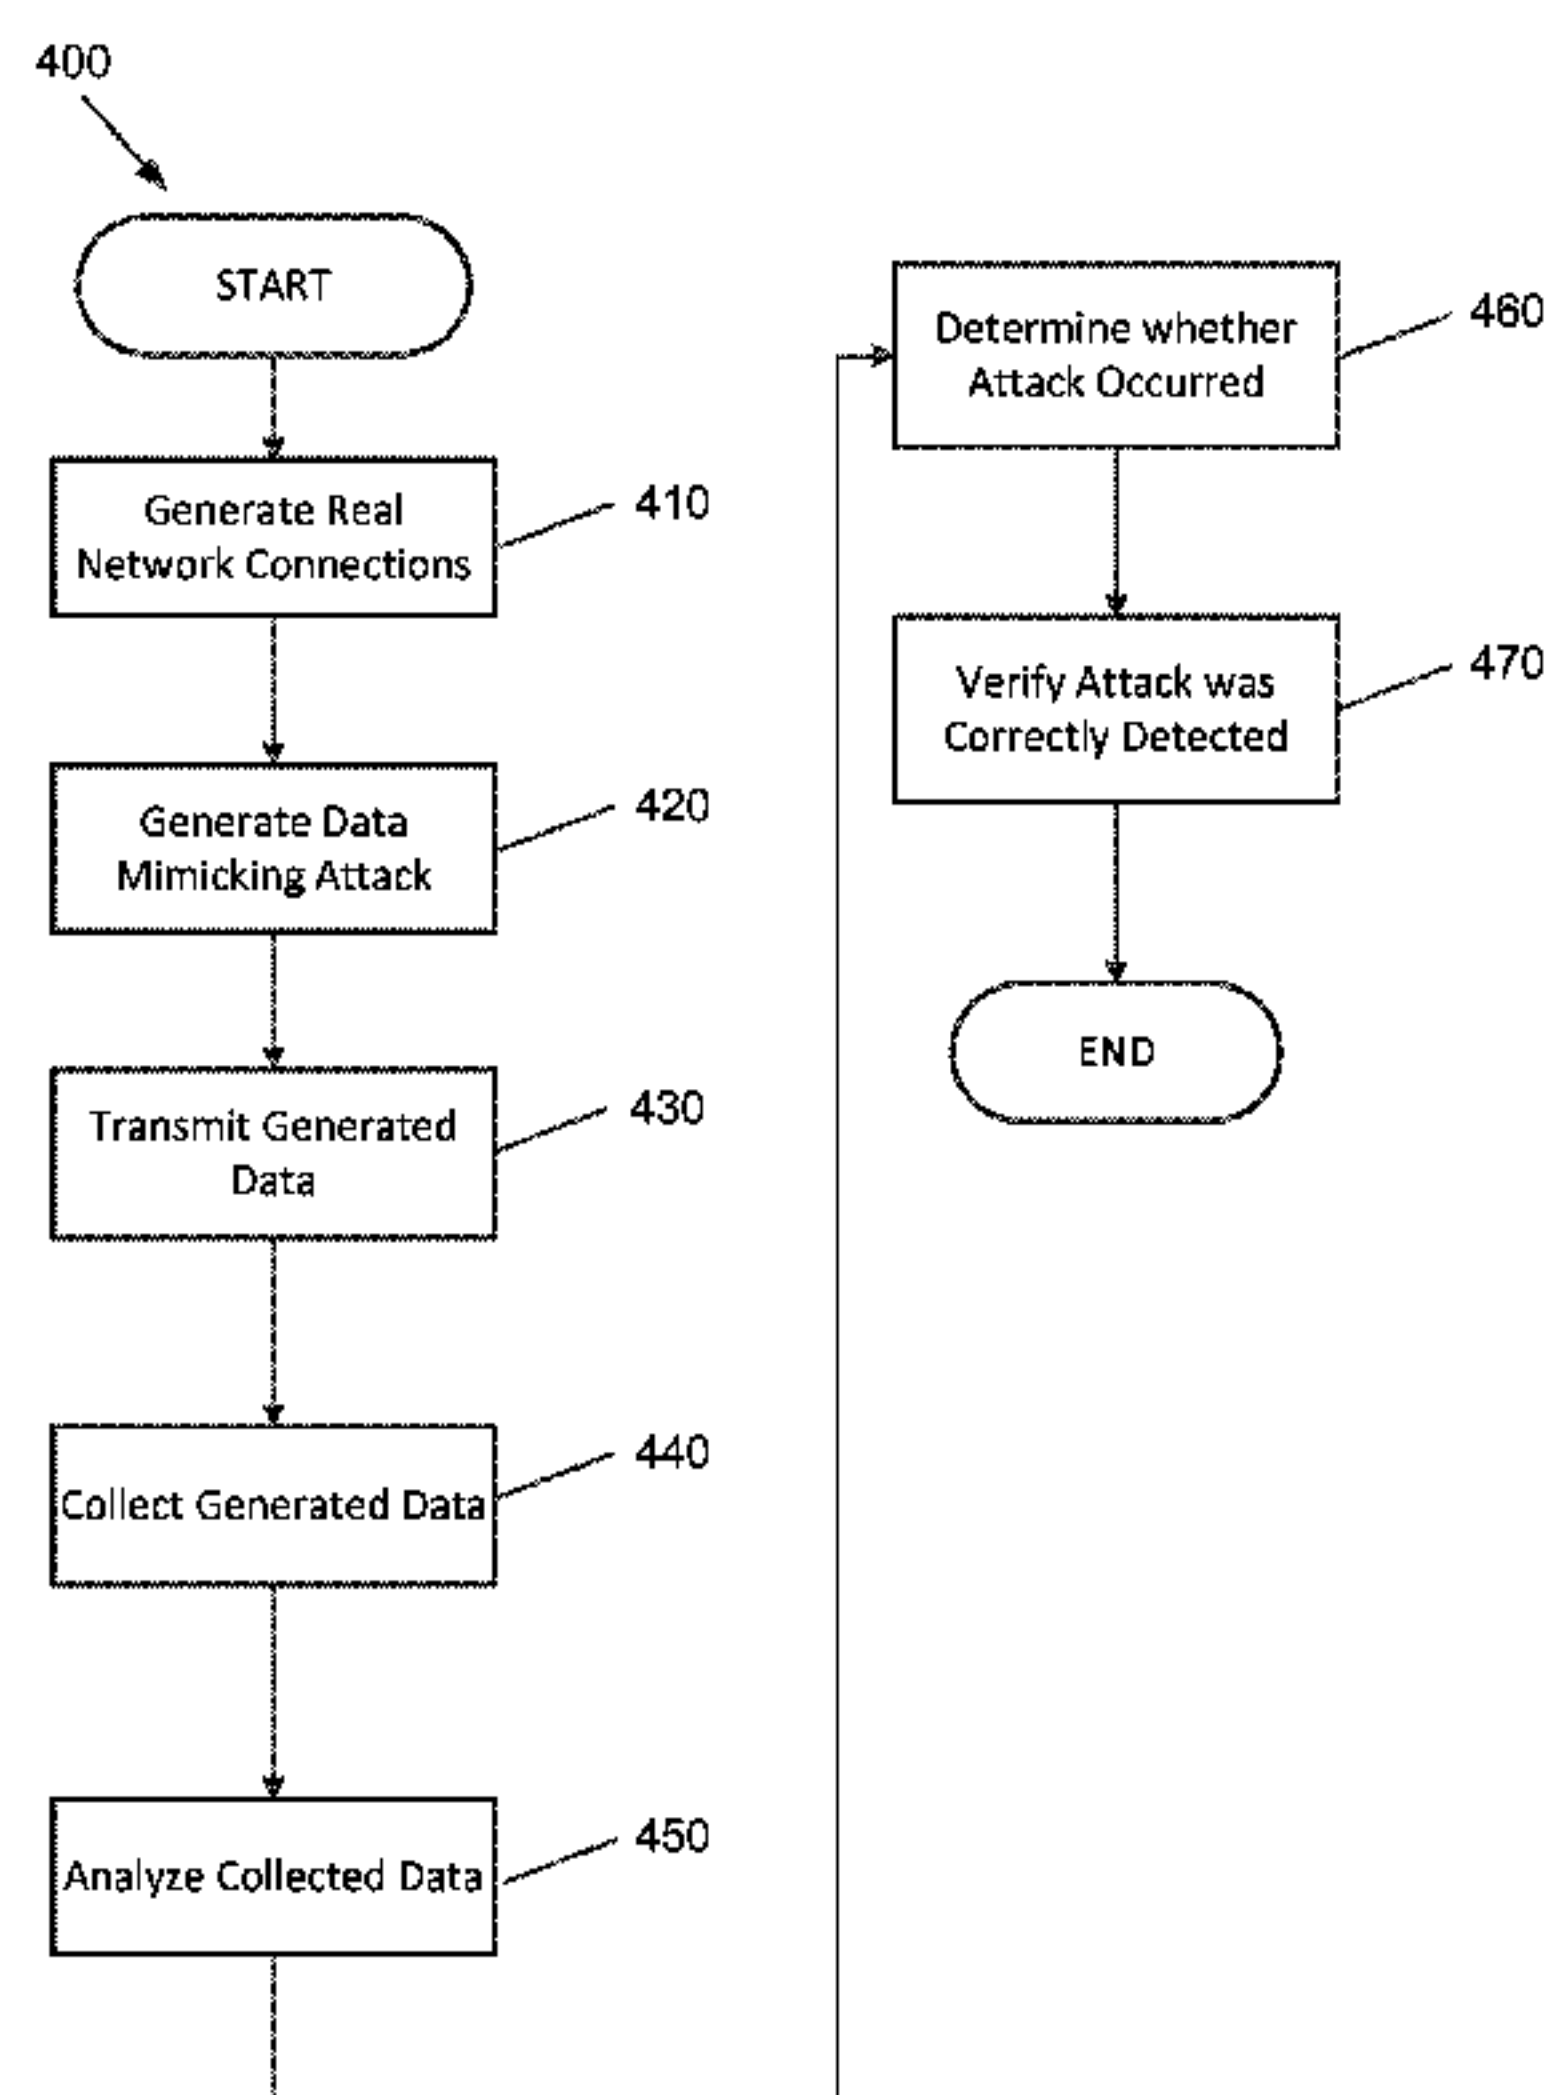 400
START
Generate Real
Network Connections
410
Generate Data
Mimicking Attack
420
Transmit Generated
Data
430
Collect Generated Data
440
Analyze Collected Data
450
Determine whether
Attack Occurred
460
Verify Attack was
Correctly Detected
470
END